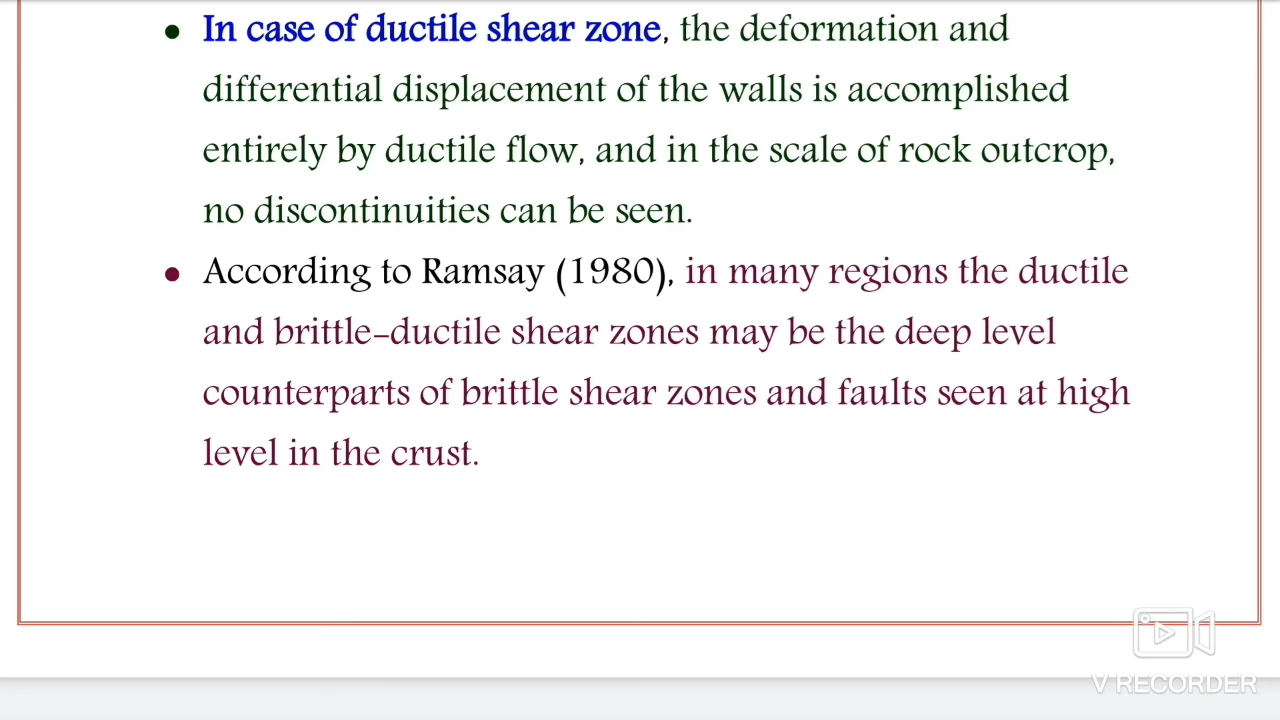 • In case of ductile shear zone, the deformation and
differential displacement of the walls is accomplished
entirely by ductile flow, and in the scale of rock outcrop,
no discontinuities can be seen.
• According to Ramsay (1980), in many regions the ductile
and brittle-ductile shear zones may be the deep level
counterparts of brittle shear zones and faults seen at high
level in the crust.
V RECORDER